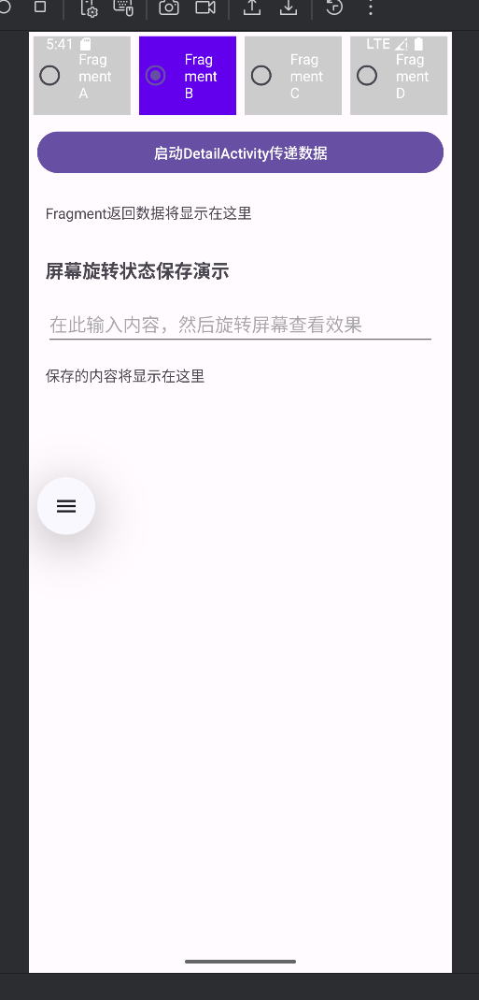 5:41 LTE
Frag
ment
A
Frag
ment
B
Frag
ment
C
Frag
ment
D
启动DetailActivity传递数据
Fragment返回数据将显示在这里
屏幕旋转状态保存演示
在此输入内容，然后旋转屏幕查看效果
保存的内容将显示在这里